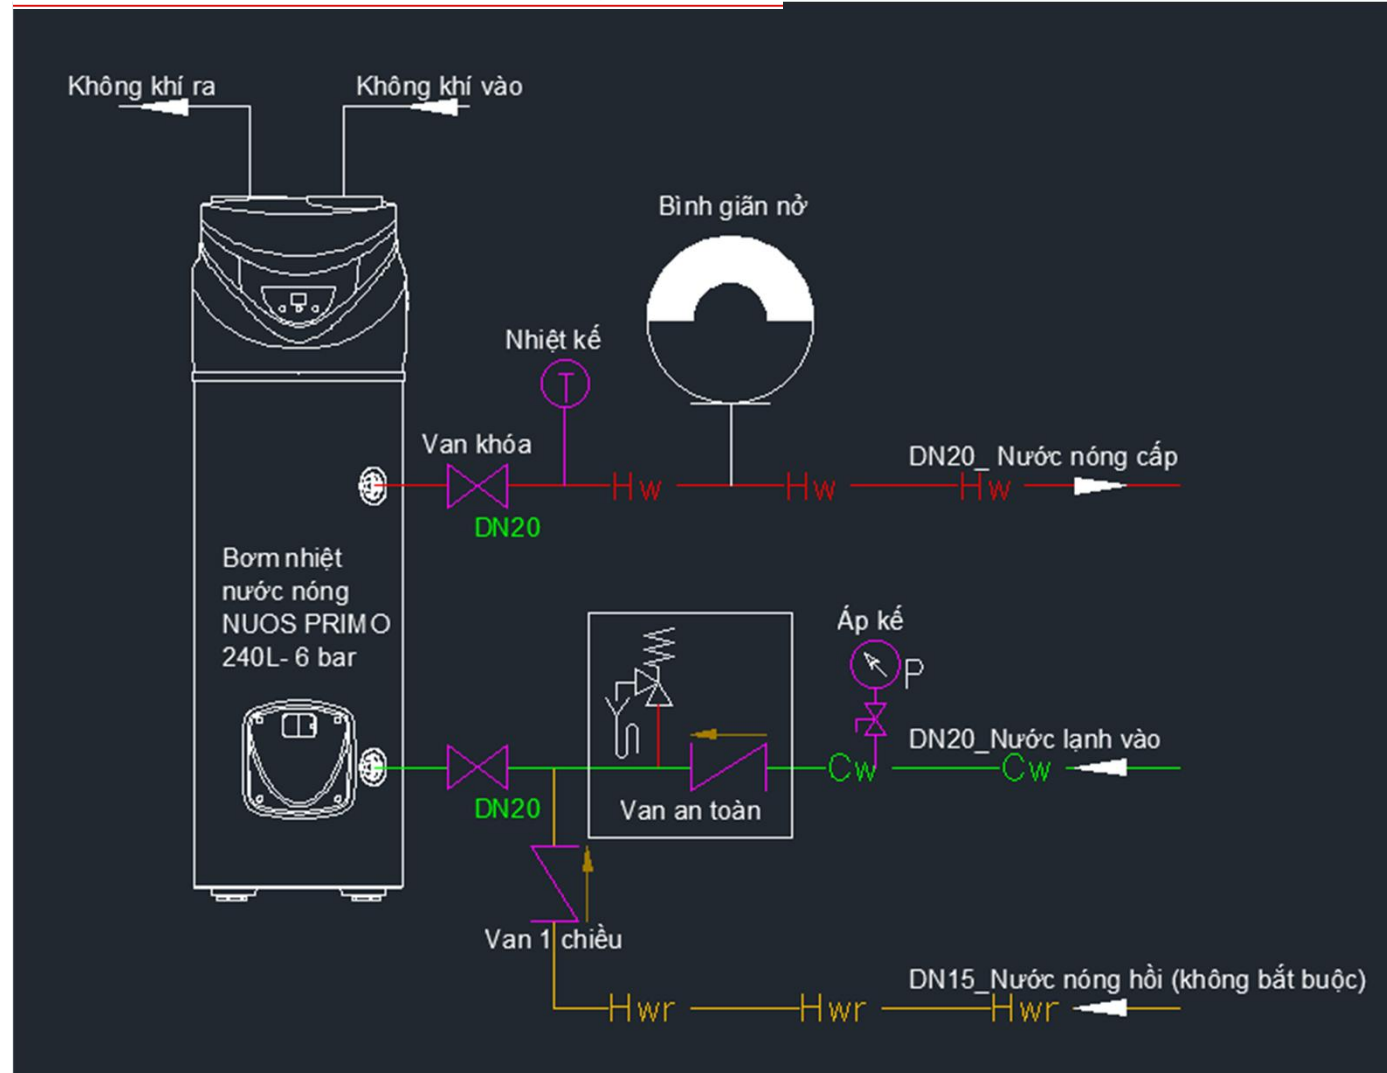 Không khí ra
Không khí vào
Bình giãn nở
Nhiệt kế
T
Van khóa
DN20_ Nước nóng cấp
Hw
Hw
Hw
DN20
Bơm nhiệt
nước nóng
NUOS PRIMO
240L- 6 bar
Áp kế
P
DN20_Nước lạnh vào
Cw
Cw
DN20
Van an toàn
Van 1 chiều
DN15_Nước nóng hồi (không bắt buộc)
Hwr
Hwr
Hwr